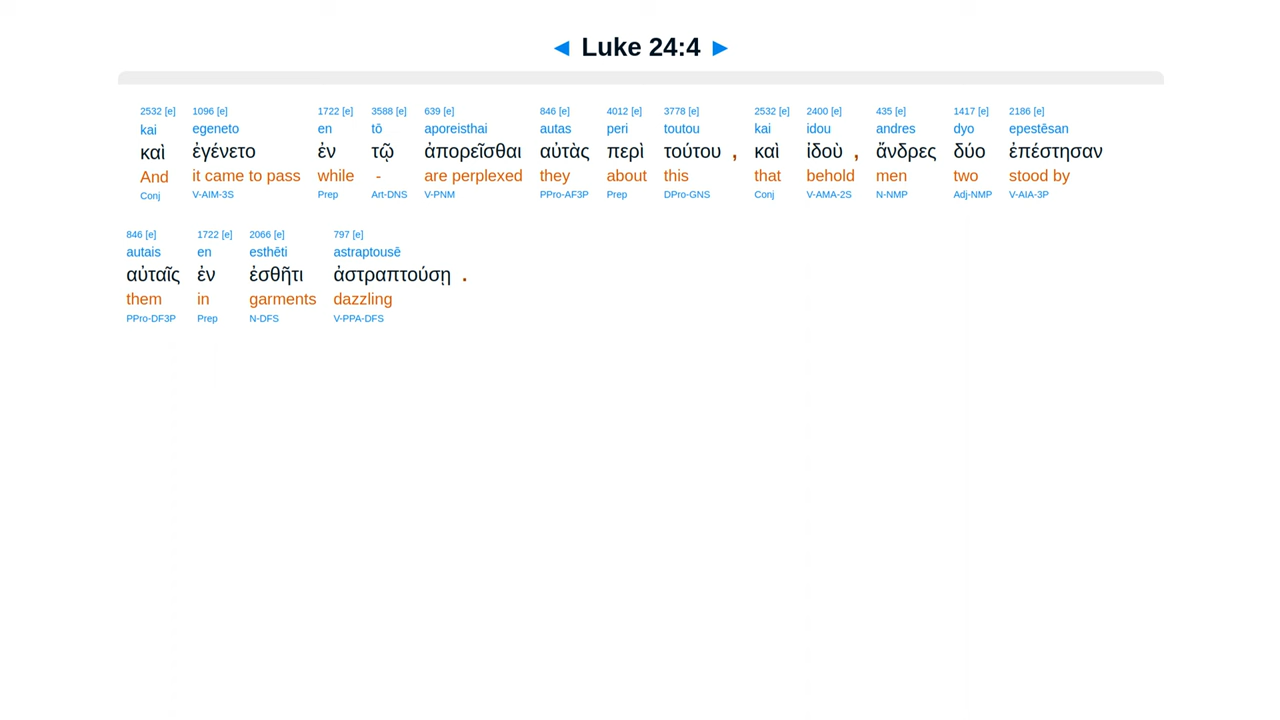 ◄ Luke 24:4 ►
2532 [e] 1096 [e] 1722 [e] 3588 [e] 639 [e] 846 [e] 4012 [e] 3778 [e] 2532 [e] 2400 [e] 435 [e] 1417 [e] 2186 [e]
kai egeneto en tō aporeisthai autas peri toutou kai idou andres dyo epestēsan
καὶ ἐγένετο ἐν τῷ ἀπορεῖσθαι αὐτὰς περὶ τούτου , καὶ ἰδοὺ , ἄνδρες δύο ἐπέστησαν
And it came to pass while - are perplexed they about this that behold men two stood by
Conj V-AIM-3S Prep Art-DNS V-PNM PPro-AF3P Prep DPro-GNS Conj V-AMA-2S N-NMP Adj-NMP V-AIA-3P
846 [e] 1722 [e] 2066 [e] 797 [e]
autais en esthēti astraptousē
αὐταῖς ἐν ἐσθῆτι ἀστραπτούσῃ .
them in garments dazzling
PPro-DF3P Prep N-DFS V-PPA-DFS